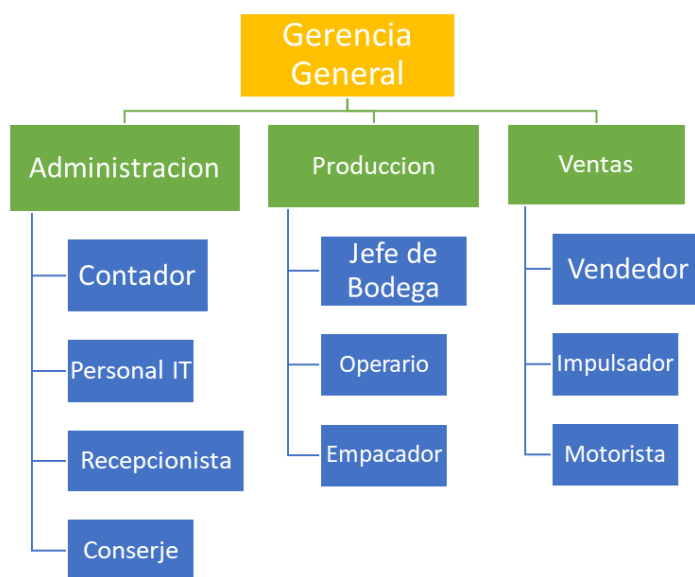 Gerencia
General
Administracion
Produccion
Ventas
Contador
Personal IT
Recepcionista
Conserje
Jefe de
Bodega
Operario
Empacador
Vendedor
Impulsador
Motorista